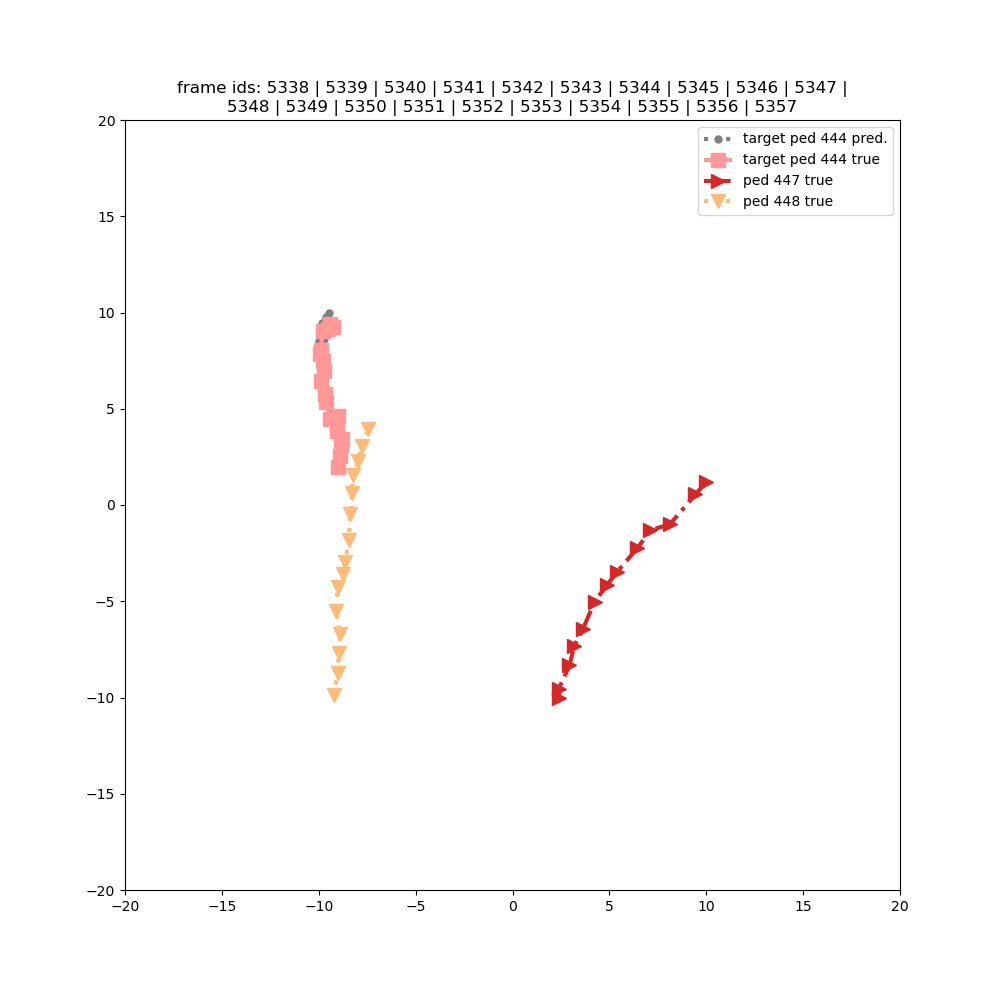 frame ids: 5338 | 5339 | 5340 | 5341 | 5342 | 5343 | 5344 | 5345 | 5346 | 5347 |
5348 | 5349 | 5350 | 5351 | 5352 | 5353 | 5354 | 5355 | 5356 | 5357
target ped 444 pred.
target ped 444 true
ped 447 true
ped 448 true
20
15
10
5
0
−5
−10
−15
−20
−20 −15 −10 −5 0 5 10 15 20